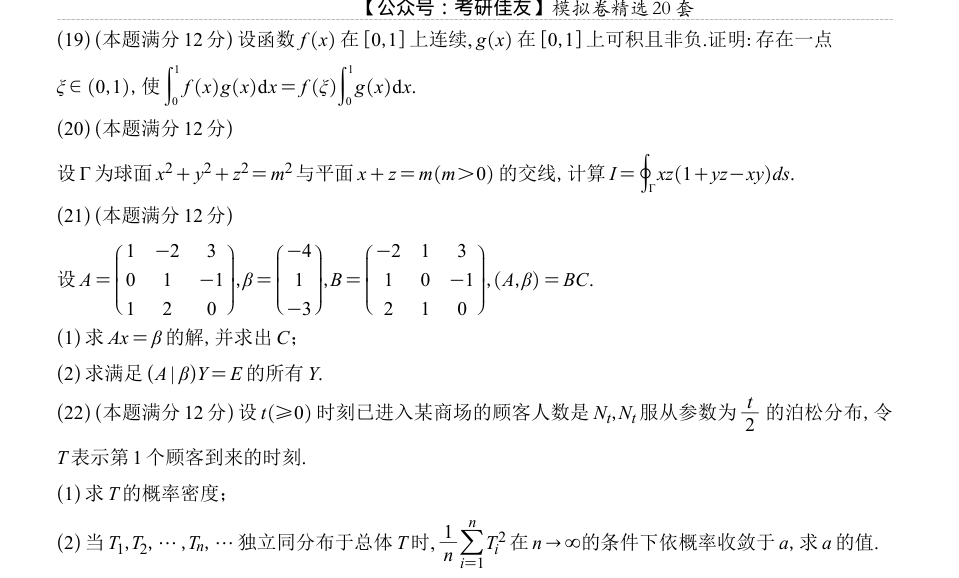 【公众号：考研佳友】模拟卷精选20套
(19) (本题满分 12 分) 设函数 f(x) 在 [0,1] 上连续, g(x) 在 [0,1] 上可积且非负.证明: 存在一点
ξ∈ (0,1), 使 ∫₀¹ f(x)g(x)dx = f(ξ)∫₀¹ g(x)dx.
(20) (本题满分 12 分)
设 Γ 为球面 x²+y²+z²=m² 与平面 x+z=m(m>0) 的交线, 计算 I=∮_Γ xz(1+yz−xy)ds.
(21) (本题满分 12 分)
设 A = (1 −2 3; 0 1 −1; 1 2 0), β = (−4; 1; −3), B = (−2 1 3; 1 0 −1; 2 1 0), (A,β) = BC.
(1) 求 Ax=β 的解, 并求出 C;
(2) 求满足 (A | β)Y=E 的所有 Y.
(22) (本题满分 12 分) 设 t(⩾0) 时刻已进入某商场的顾客人数是 N_t, N_t 服从参数为 t/2 的泊松分布, 令
T 表示第 1 个顾客到来的时刻.
(1) 求 T 的概率密度;
(2) 当 T₁,T₂, ⋯ ,Tₙ, ⋯ 独立同分布于总体 T 时, 1/n ∑_{i=1}^{n} T_i² 在 n→∞的条件下依概率收敛于 a, 求 a 的值.